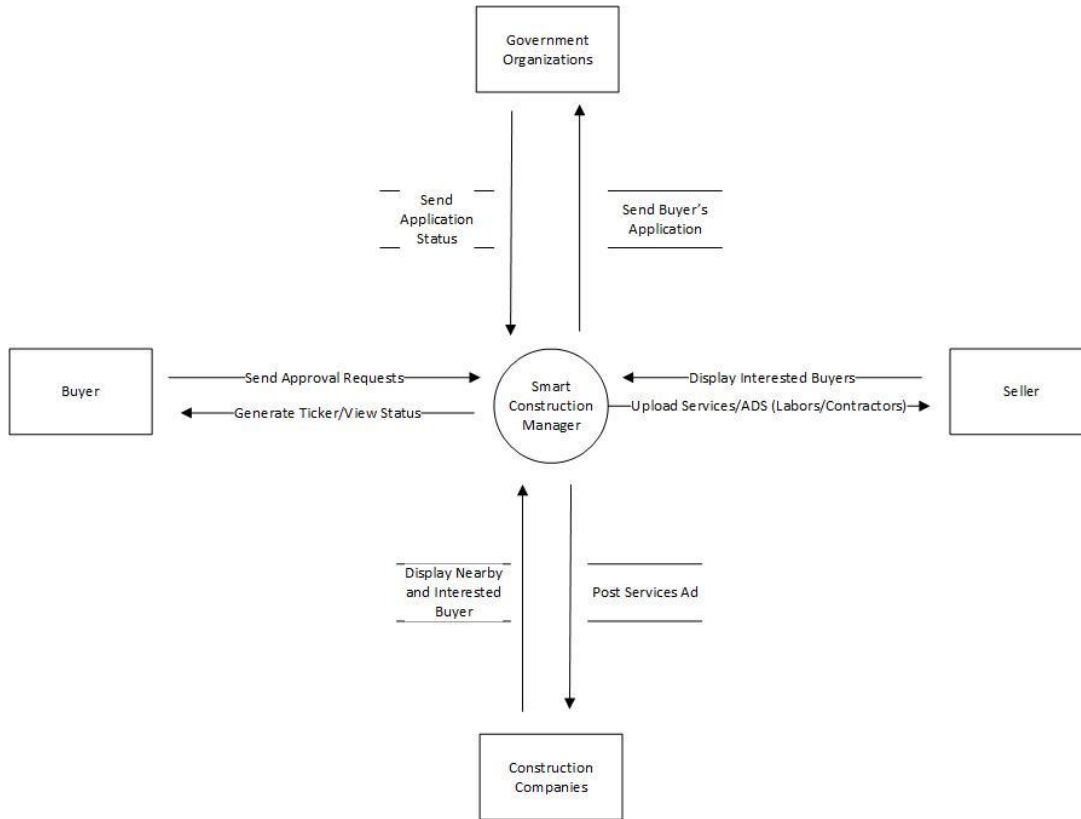 Government
Organizations
Send
Application
Status
Send Buyer's
Application
Buyer
Send Approval Requests
Generate Ticker/View Status
Smart
Construction
Manager
Display Interested Buyers
Upload Services/ADS (Labors/Contractors)
Seller
Display Nearby
and Interested
Buyer
Post Services Ad
Construction
Companies